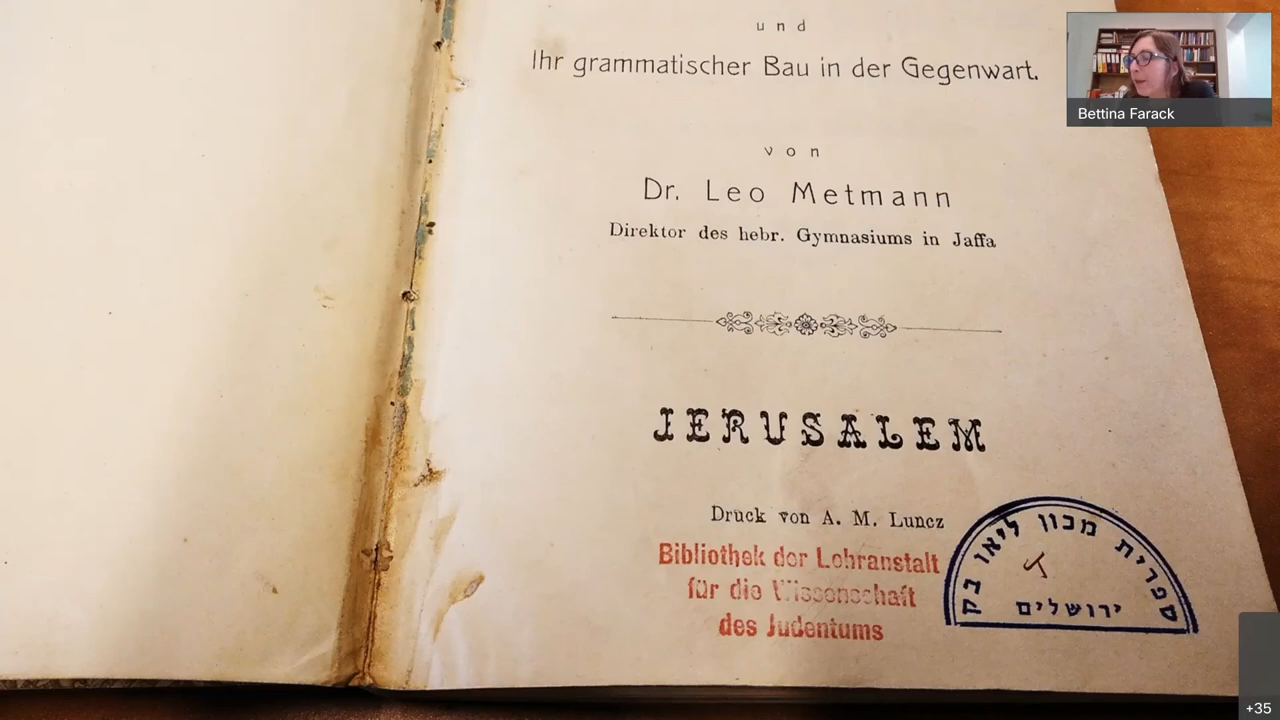 und
Ihr grammatischer Bau in der Gegenwart.
von
Dr. Leo Metmann
Direktor des hebr. Gymnasiums in Jaffa
JERUSALEM
Druck von A. M. Luncz
Bibliothek der Lehranstalt
für die Wissenschaft
des Judentums
ספרית מכון ליאו בק
ירושלים
Bettina Farack
+35